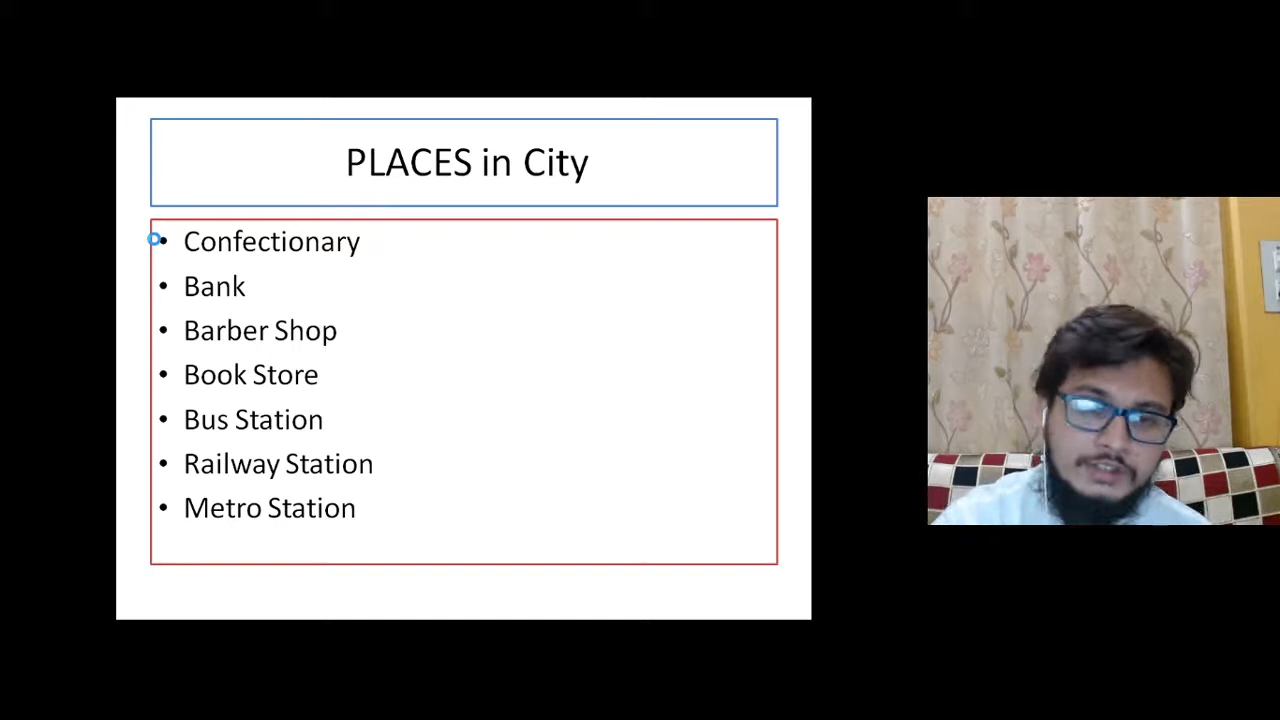 PLACES in City
• Confectionary
• Bank
• Barber Shop
• Book Store
• Bus Station
• Railway Station
• Metro Station